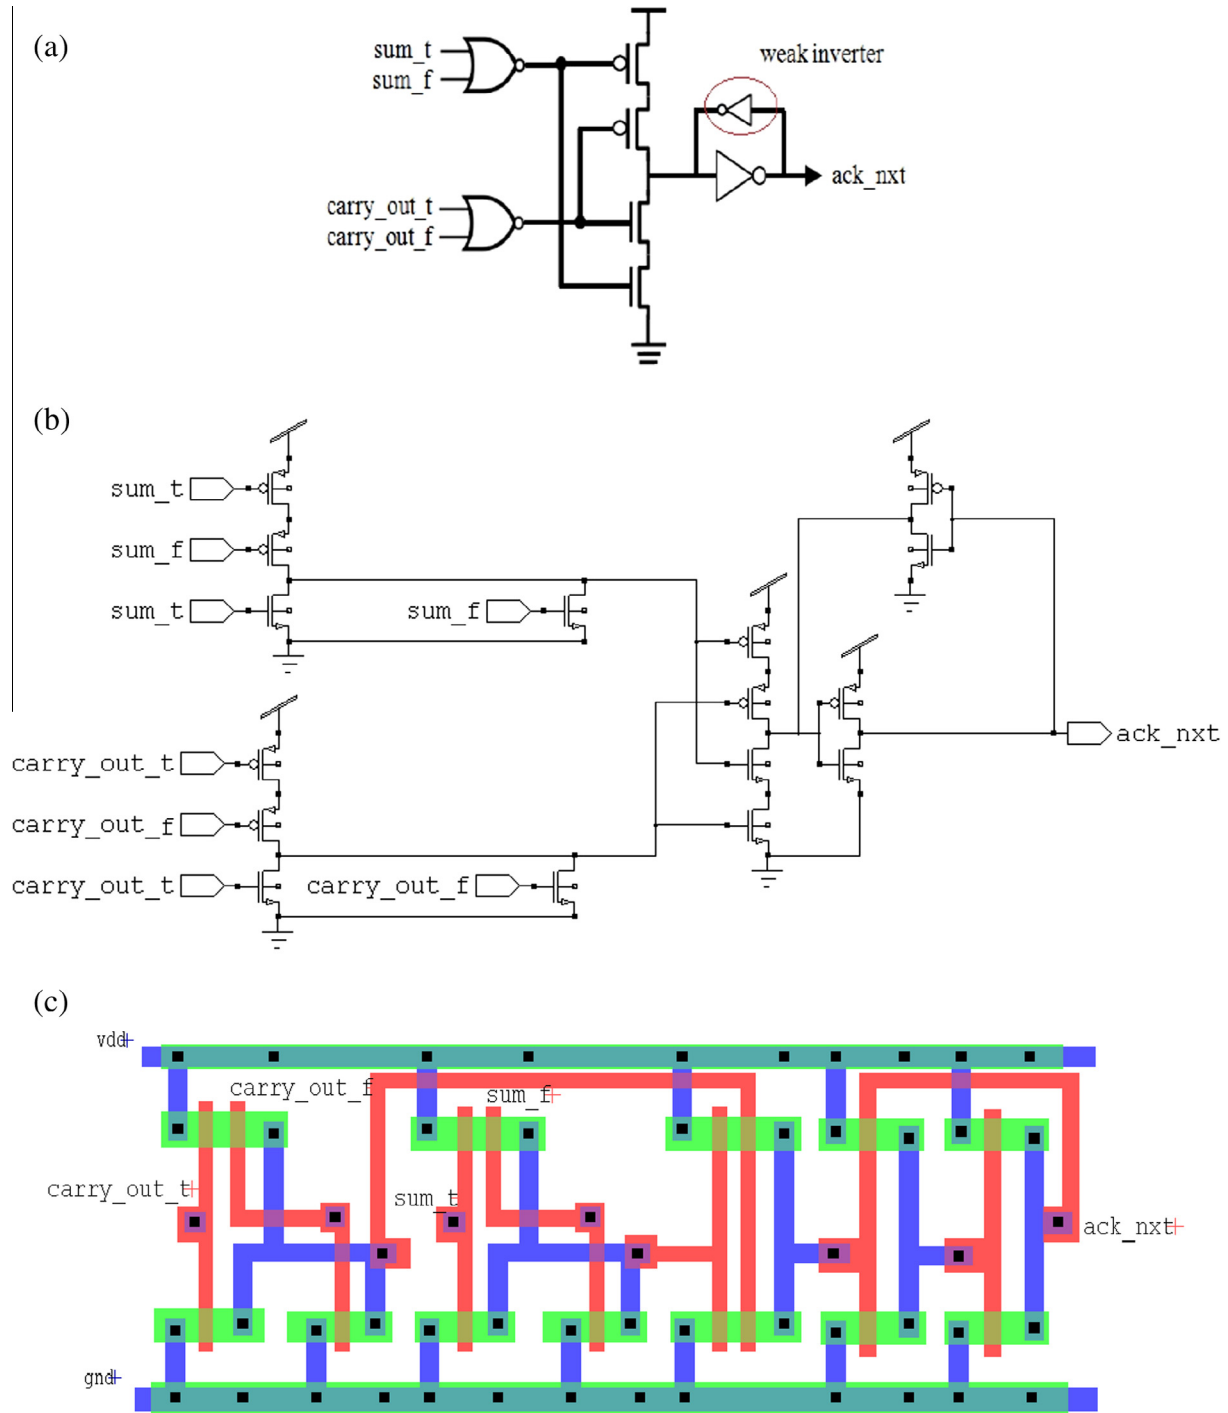 (a)
sum_t
sum_f
weak inverter
ack_nxt
carry_out_t
carry_out_f
(b)
sum_t
sum_f
sum_t
sum_f
carry_out_t
carry_out_f
carry_out_t
carry_out_f
ack_nxt
(c)
vdd
carry_out_f
sum_f
carry_out_t
sum_t
ack_nxt
gnd